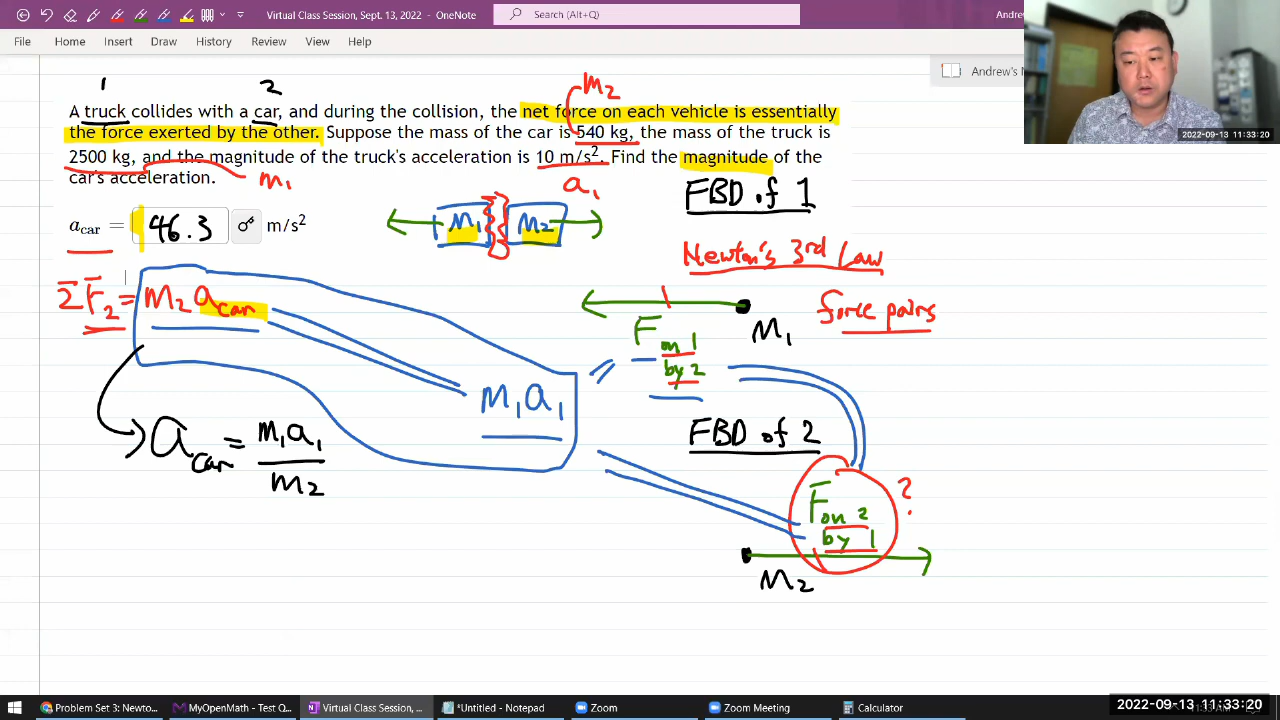 Virtual Class Session, Sept. 13, 2022 - OneNote
Search (Alt+Q)
File Home Insert Draw History Review View Help
1 2
m2
A truck collides with a car, and during the collision, the net force on each vehicle is essentially
the force exerted by the other. Suppose the mass of the car is 540 kg, the mass of the truck is
2500 kg, and the magnitude of the truck's acceleration is 10 m/s². Find the magnitude of the
car's acceleration.
m1
a1
FBD of 1
acar = 46.3 m/s²
M1 M2
Newton's 3rd Law
ΣF2 = m2 acar
force pairs
F on 1 by 2
M1
m1a1
acar = m1a1 / m2
FBD of 2
F on 2 by 1
?
M2
2022-09-13 11:33:20
Problem Set 3: Newto...
MyOpenMath - Test Q...
Virtual Class Session, ...
*Untitled - Notepad
Zoom
Zoom Meeting
Calculator
2022-09-13 11:33:20